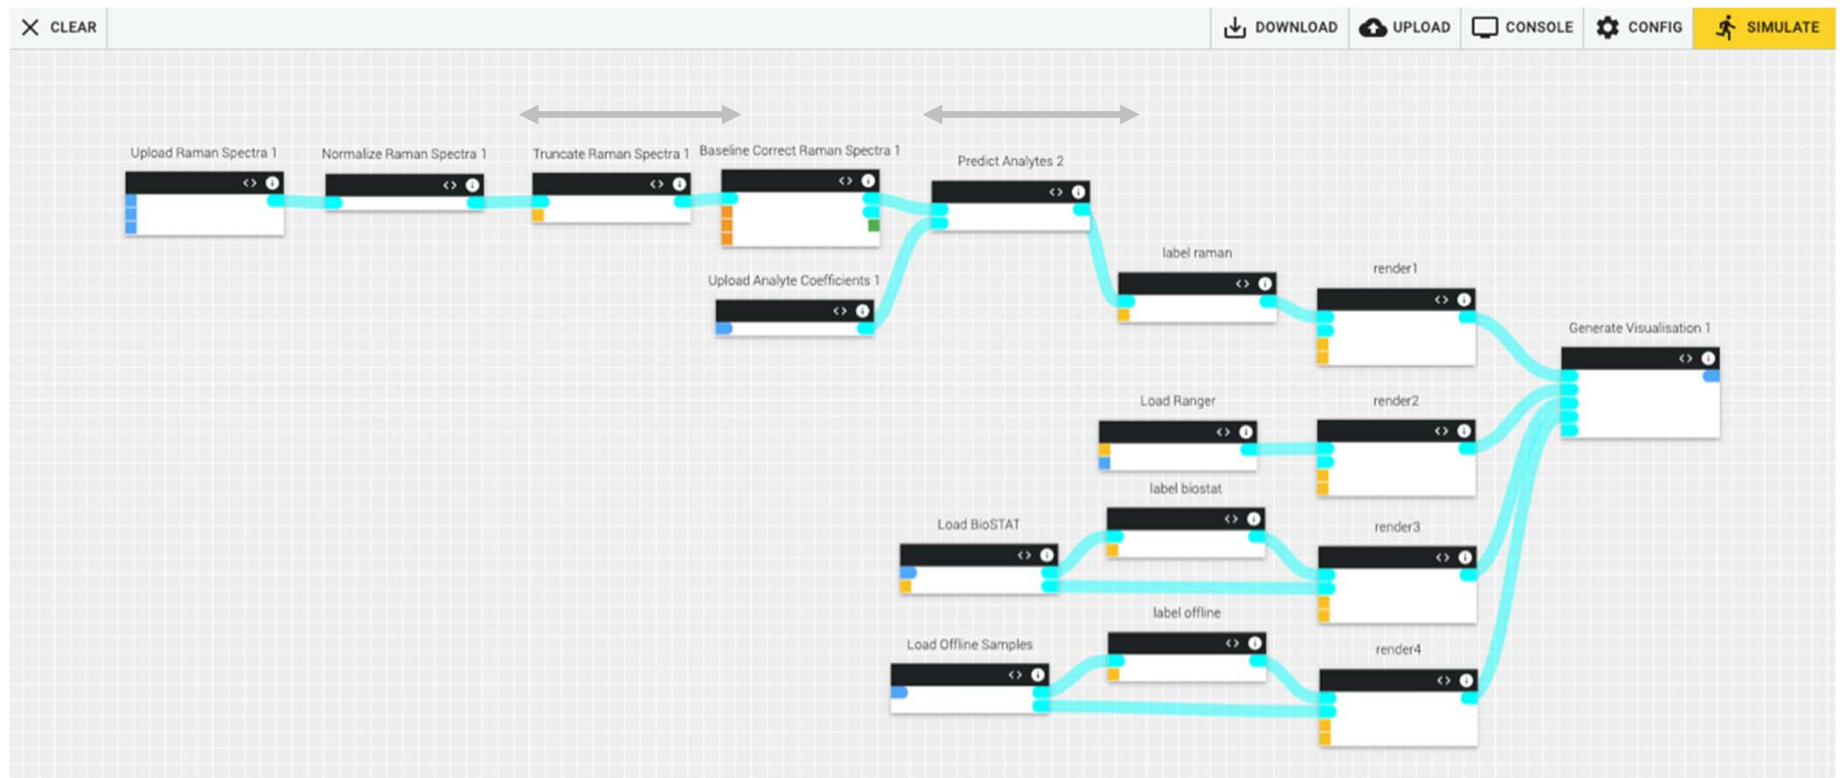 CLEAR
DOWNLOAD
UPLOAD
CONSOLE
CONFIG
SIMULATE
Upload Raman Spectra 1
Normalize Raman Spectra 1
Truncate Raman Spectra 1
Baseline Correct Raman Spectra 1
Predict Analytes 2
Upload Analyte Coefficients 1
label raman
render1
Generate Visualisation 1
Load Ranger
render2
label biostat
Load BioSTAT
render3
label offline
Load Offline Samples
render4